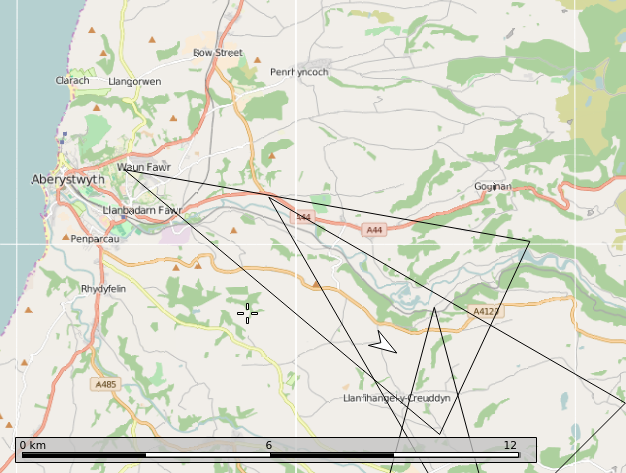 Bow Street
Penrhyncoch
Clarach
Llangorwen
Waun Fawr
Aberystwyth
Goginan
Llanbadarn Fawr
A44
A44
Penparcau
Rhydyfelin
A4120
Llanfihangel-y-Creuddyn
A485
0 km 6 12